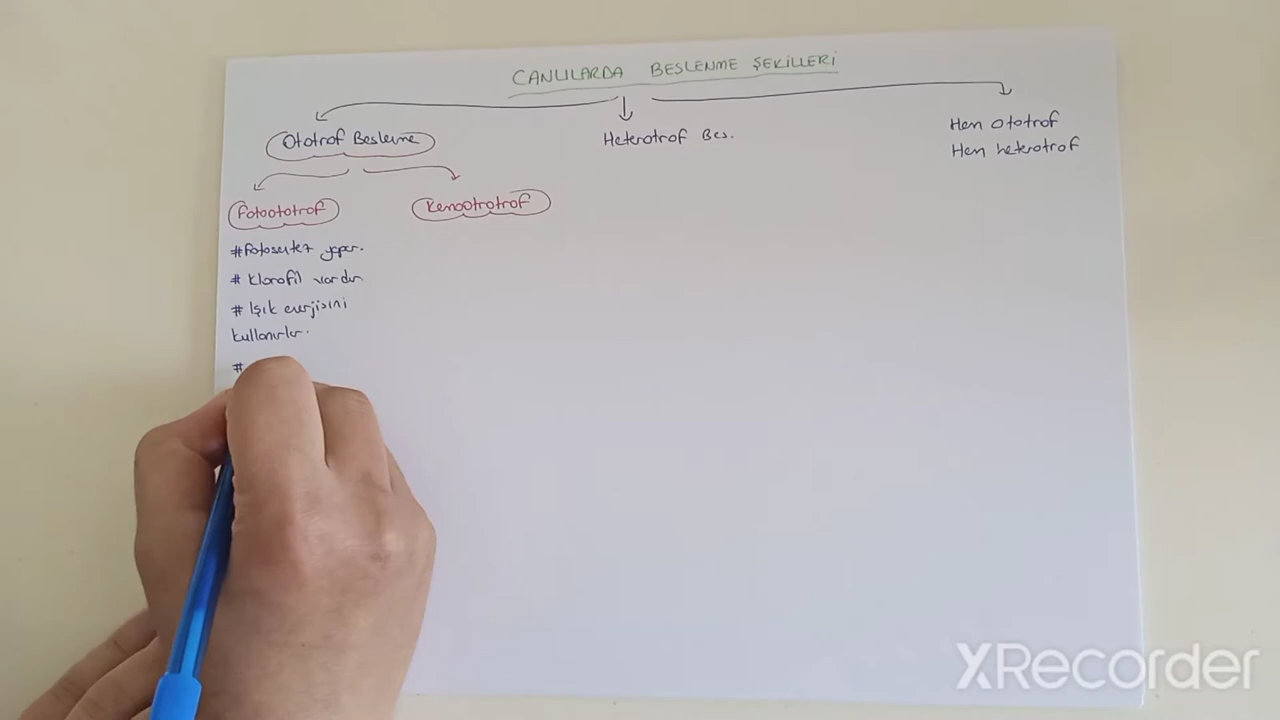 CANLILARDA BESLENME ŞEKİLLERİ
Ototrof Beslenme
Heterotrof Bes.
Hem ototrof
Hem heterotrof
Fotoototrof
Kemoototrof
#Fotosentez yapar.
# Klorofil vardır
# Işık enerjisini
kullanırlar.
#
XRecorder